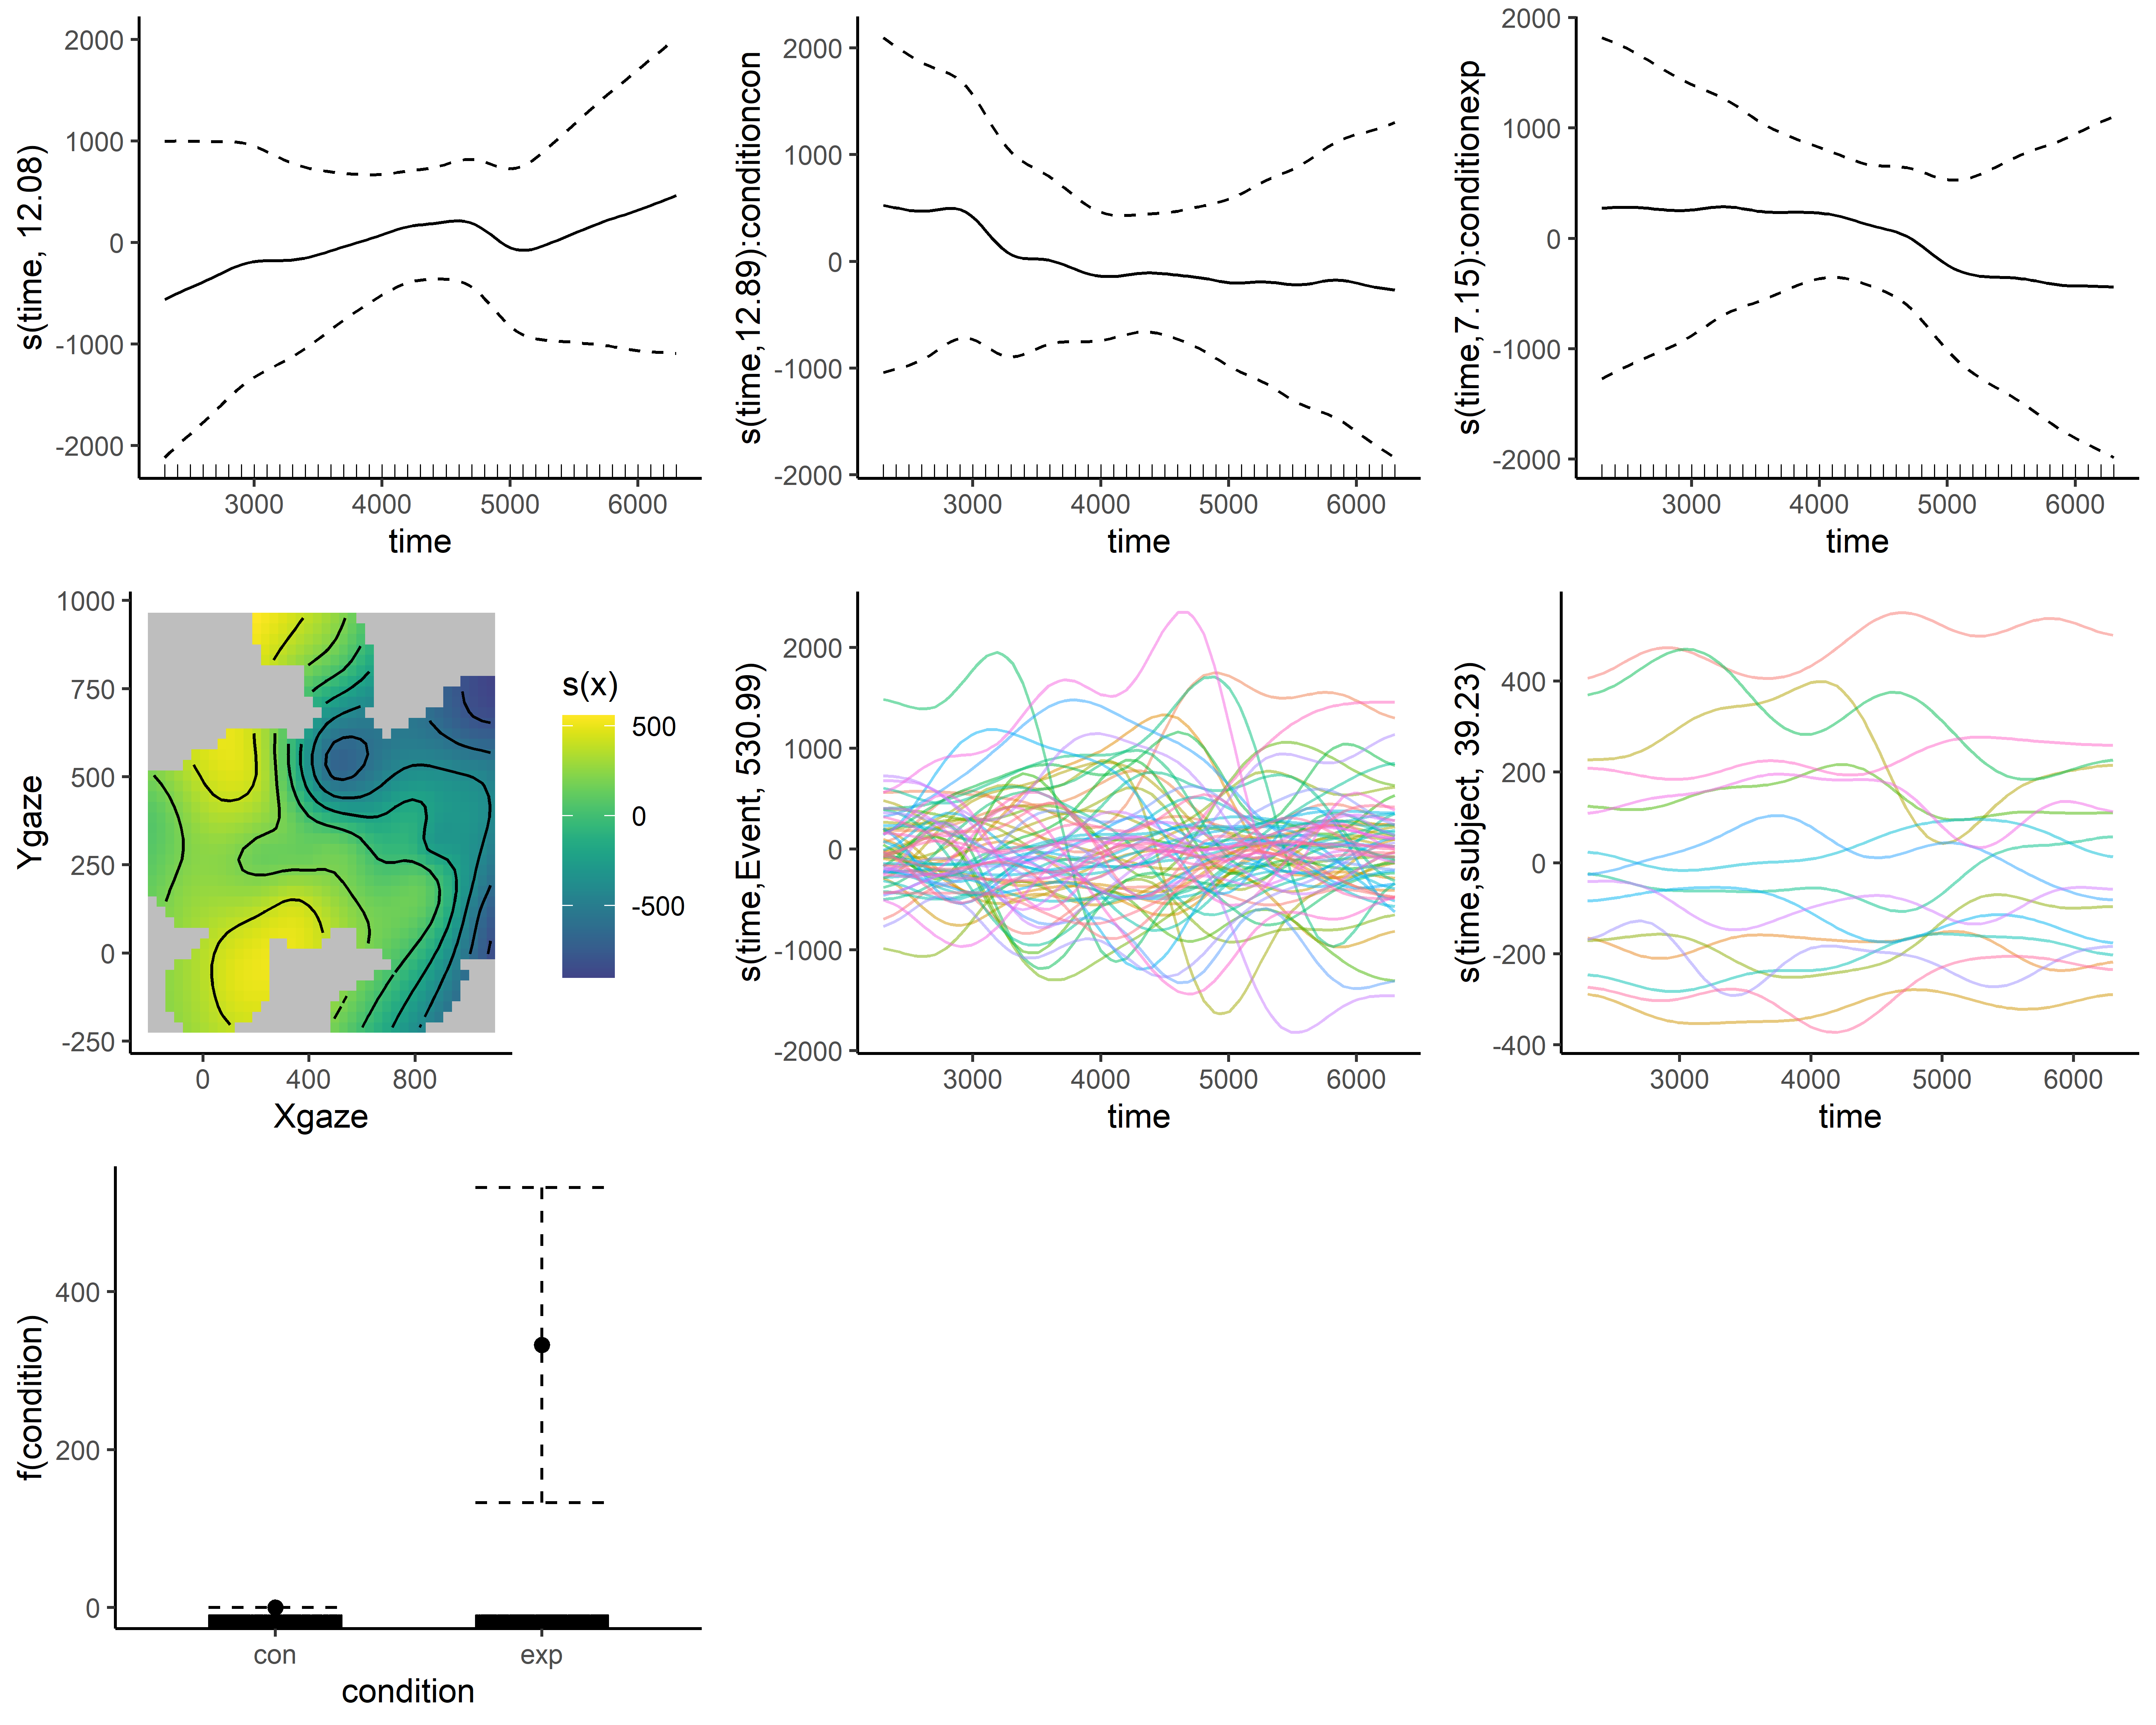 s(time, 12.08)
2000
1000
0
-1000
-2000
3000 4000 5000 6000
time
s(time,12.89):conditioncon
2000
1000
0
-1000
-2000
3000 4000 5000 6000
time
s(time,7.15):conditionexp
2000
1000
0
-1000
-2000
3000 4000 5000 6000
time
Ygaze
1000
750
500
250
0
-250
0 400 800
Xgaze
s(x)
500
0
-500
s(time,Event, 530.99)
2000
1000
0
-1000
-2000
3000 4000 5000 6000
time
s(time,subject, 39.23)
400
200
0
-200
-400
3000 4000 5000 6000
time
f(condition)
400
200
0
con exp
condition